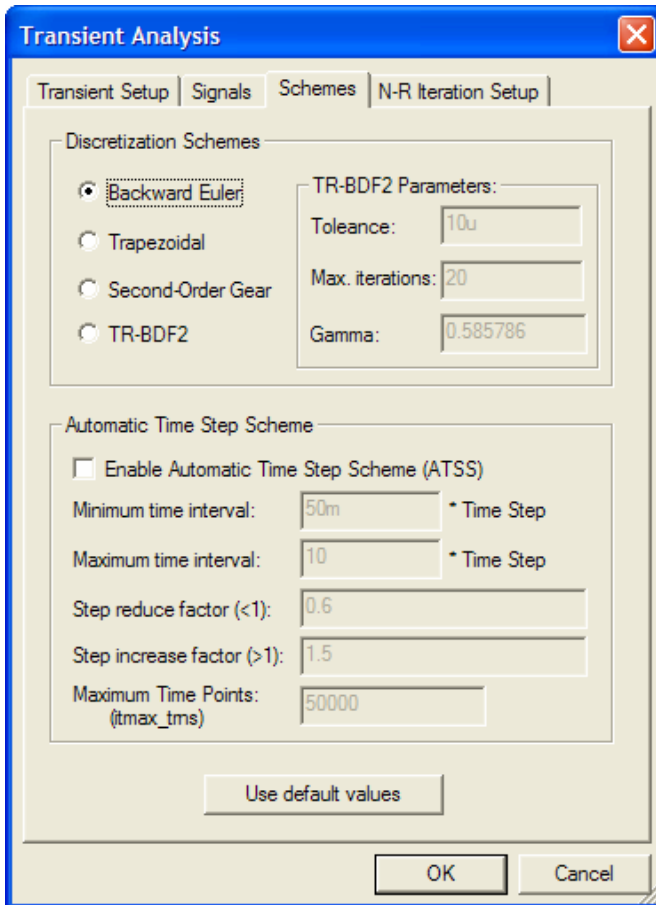 Transient Analysis
Transient Setup
Signals
Schemes
N-R Iteration Setup
Discretization Schemes
Backward Euler
Trapezoidal
Second-Order Gear
TR-BDF2
TR-BDF2 Parameters:
Toleance: 10u
Max. iterations: 20
Gamma: 0.585786
Automatic Time Step Scheme
Enable Automatic Time Step Scheme (ATSS)
Minimum time interval: 50m * Time Step
Maximum time interval: 10 * Time Step
Step reduce factor (<1): 0.6
Step increase factor (>1): 1.5
Maximum Time Points: 50000
(itmax_trns)
Use default values
OK
Cancel